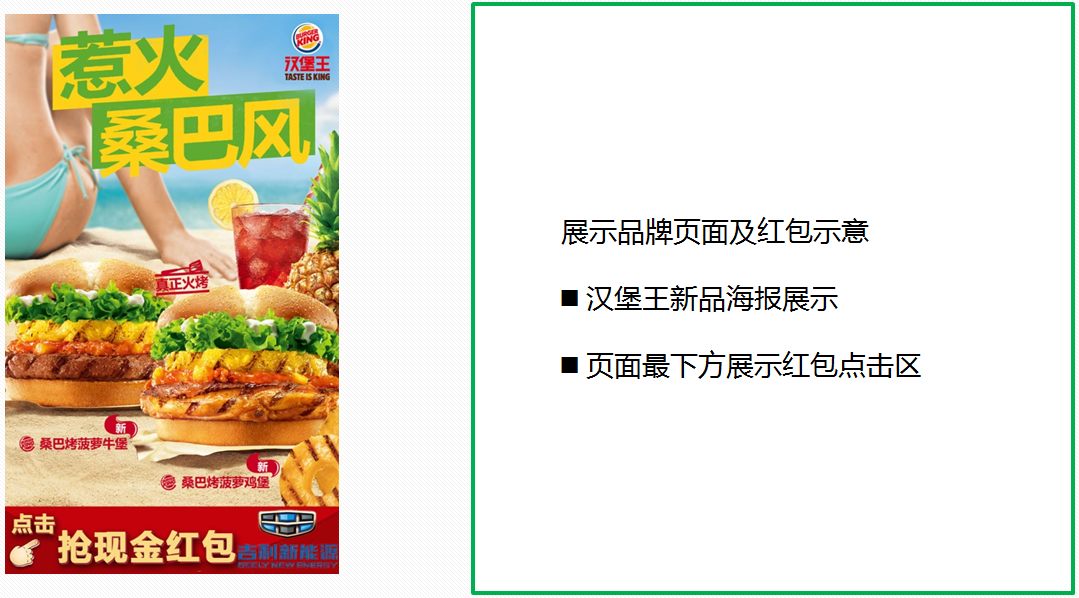 惹火
桑巴风
BURGER
KING
汉堡王
TASTE IS KING
真正火烤
新
桑巴烤菠萝牛堡
新
桑巴烤菠萝鸡堡
点击
抢现金红包
吉利新能源
GEELY NEW ENERGY
展示品牌页面及红包示意
■ 汉堡王新品海报展示
■ 页面最下方展示红包点击区